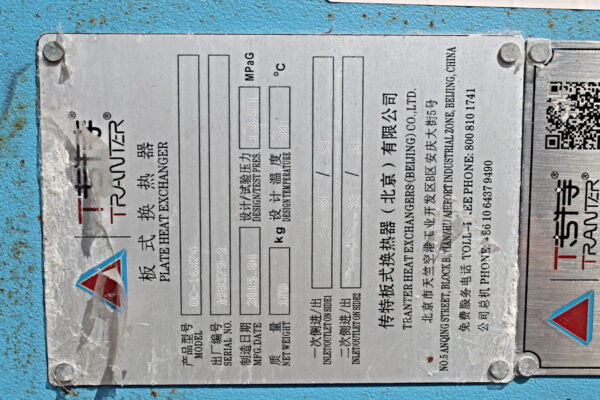 传特® TRANTER®
板式换热器
PLATE HEAT EXCHANGER
产品型号
MODEL
出厂编号
SERIAL NO.
制造日期
MFG.DATE
设计/试验压力
DESIGN/TEST PRES.
MPaG
质量
NET WEIGHT
kg
设计温度
DESIGN TEMPERATURE
°C
一次侧进/出
INLET/OUTLET ON SIDE1
二次侧进/出
INLET/OUTLET ON SIDE2
传特板式换热器（北京）有限公司
TRANTER HEAT EXCHANGERS (BEIJING) CO.,LTD.
北京市天竺空港工业开发区B区安庆大街5号
NO.5 ANQING STREET, BLOCK B, TIANZHU AIRPORT INDUSTRIAL ZONE, BEIJING, CHINA
免费服务电话 PHONE: 800 810 1741
公司总机 PHONE: +86 10 6437 9490
传特®
TRANTER®